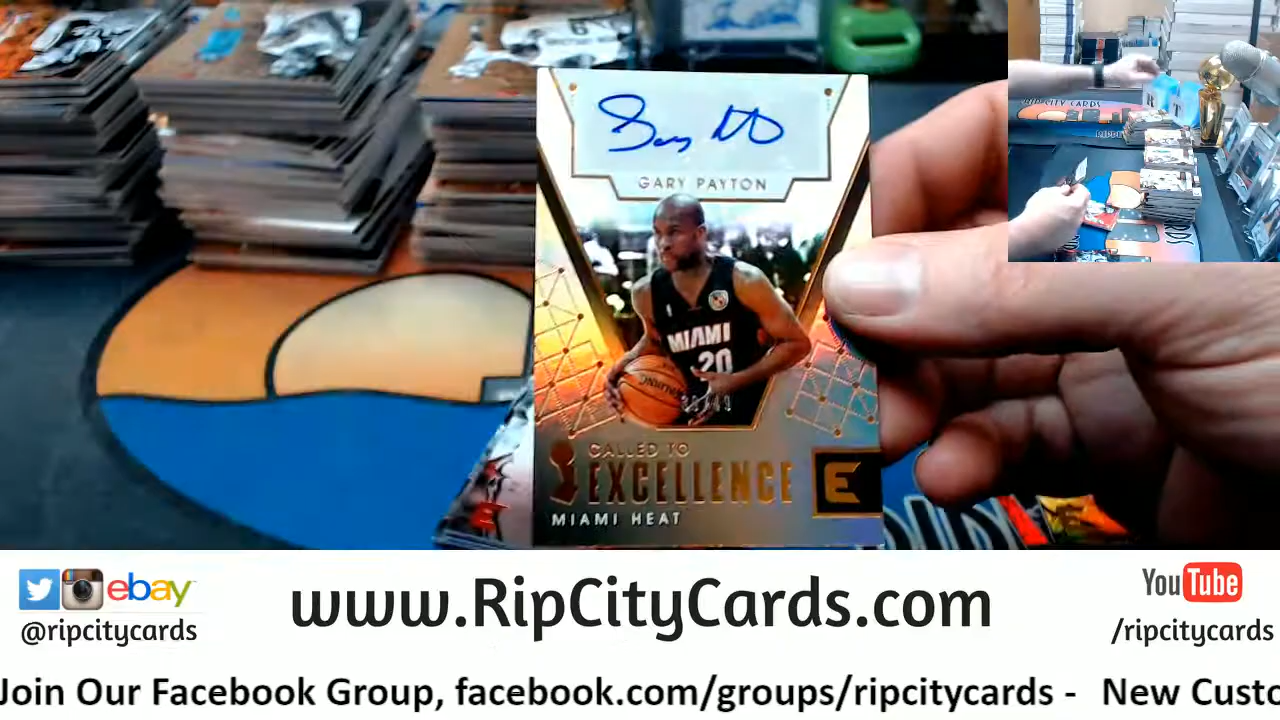 GARY PAYTON
MIAMI
20
CALLED TO
EXCELLENCE
E
MIAMI HEAT
RIP CITY CARDS
ebay
@ripcitycards
www.RipCityCards.com
YouTube
/ripcitycards
Join Our Facebook Group, facebook.com/groups/ripcitycards - New Custo